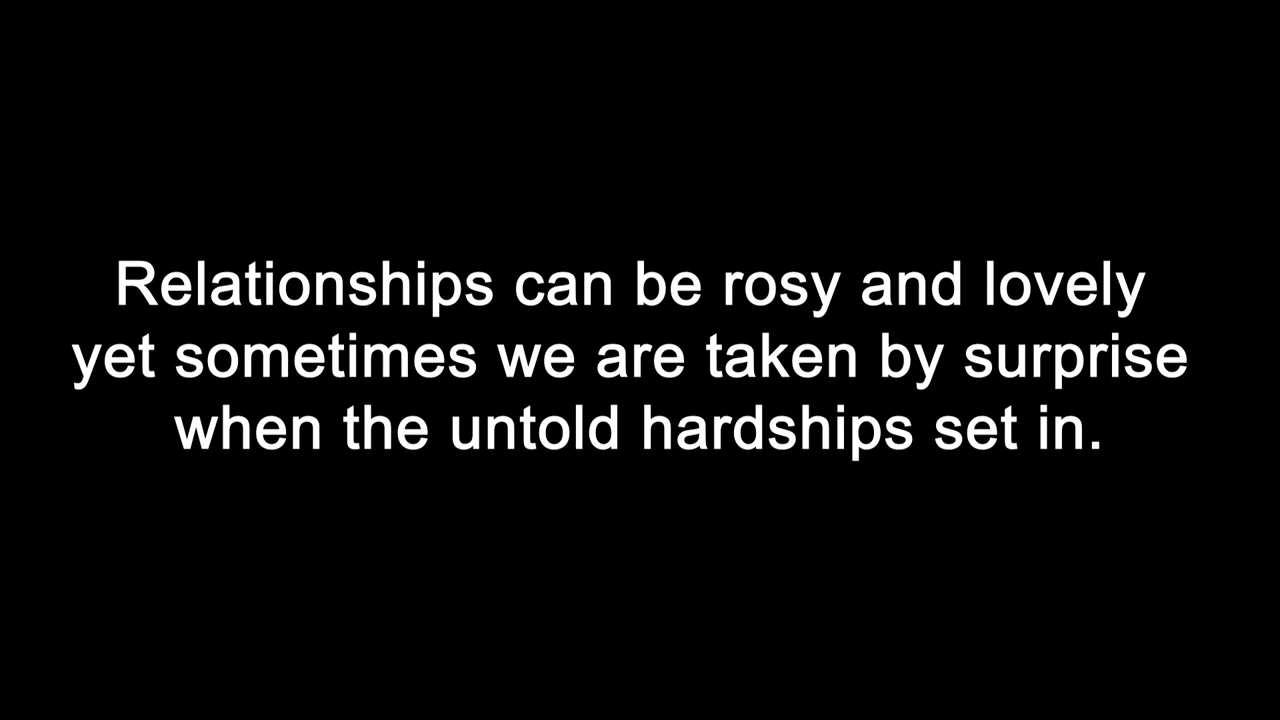 Relationships can be rosy and lovely
yet sometimes we are taken by surprise
when the untold hardships set in.